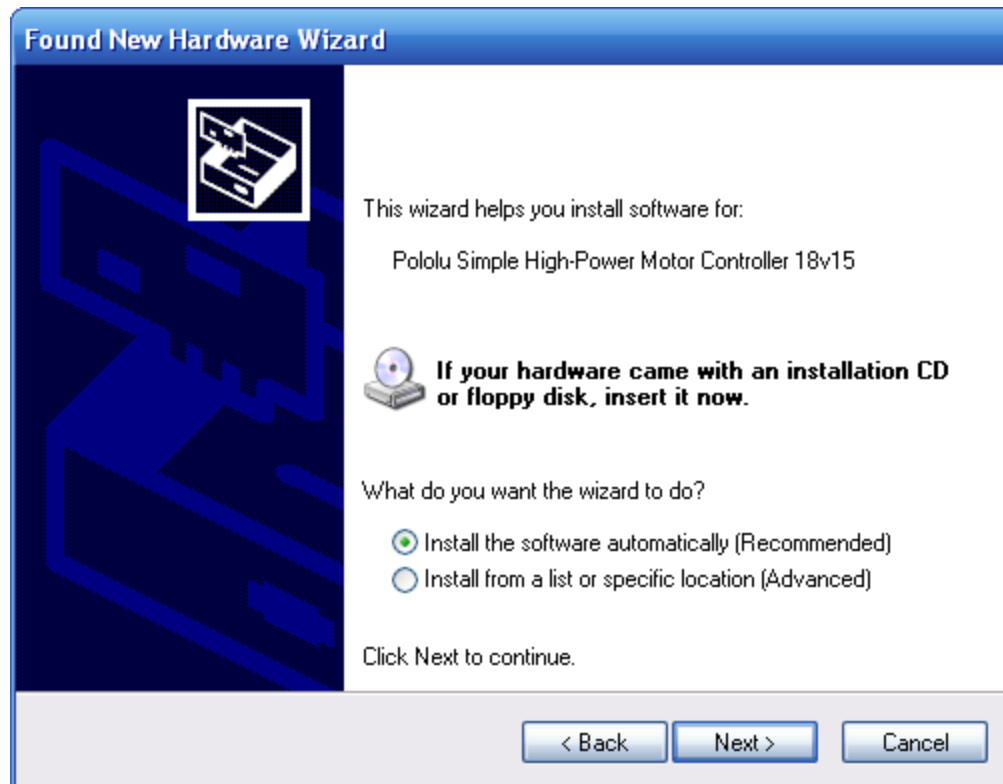 Found New Hardware Wizard
This wizard helps you install software for:
Pololu Simple High-Power Motor Controller 18v15
If your hardware came with an installation CD
or floppy disk, insert it now.
What do you want the wizard to do?
Install the software automatically (Recommended)
Install from a list or specific location (Advanced)
Click Next to continue.
< Back Next > Cancel